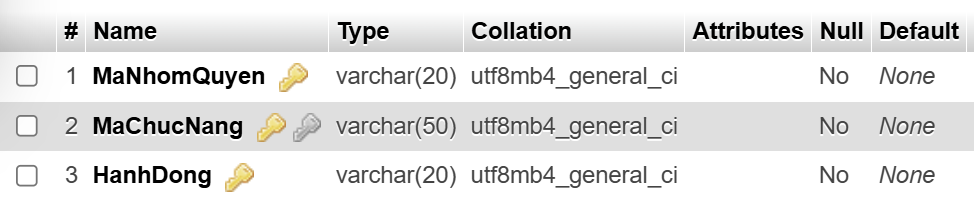 # Name Type Collation Attributes Null Default
1 MaNhomQuyen varchar(20) utf8mb4_general_ci No None
2 MaChucNang varchar(50) utf8mb4_general_ci No None
3 HanhDong varchar(20) utf8mb4_general_ci No None